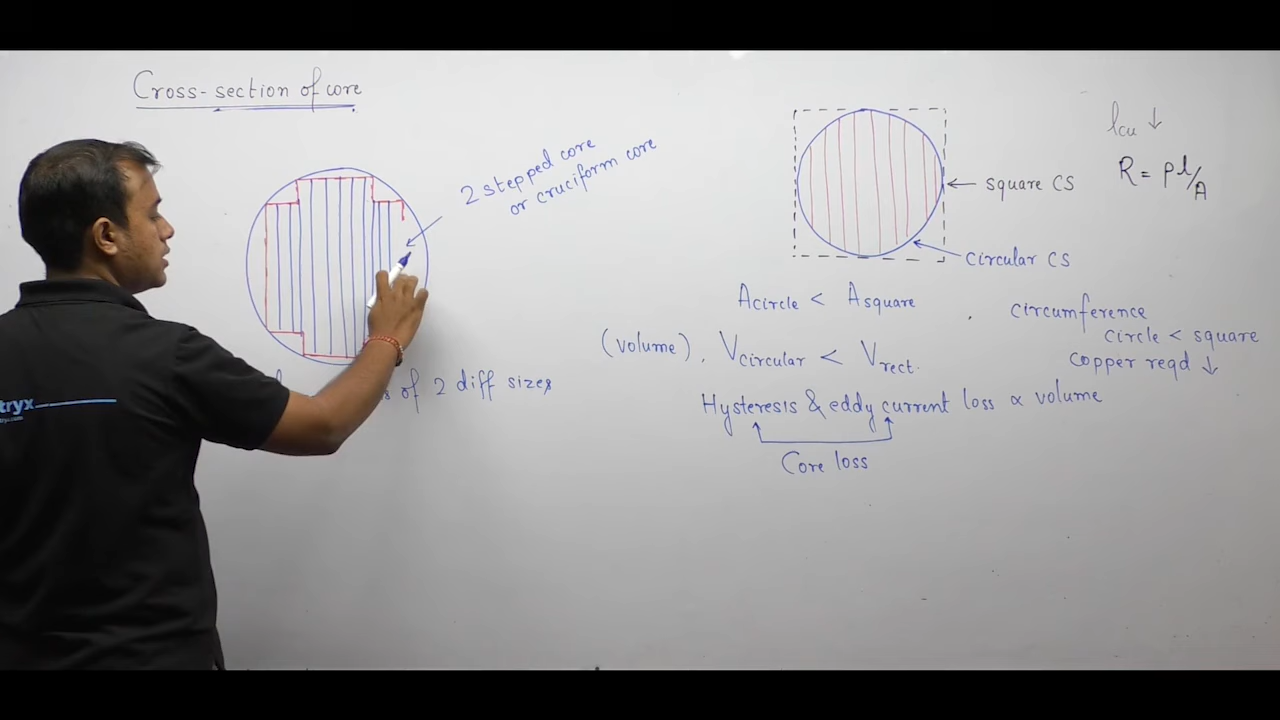 Cross-section of core
2 stepped core
or cruciform core
of 2 diff sizes
square CS
circular CS
lcu ↓
R = ρl/A
Acircle < Asquare
(volume). Vcircular < Vrect.
Hysteresis & eddy current loss ∝ volume
Core loss
circumference
circle < square
copper reqd ↓
tryx